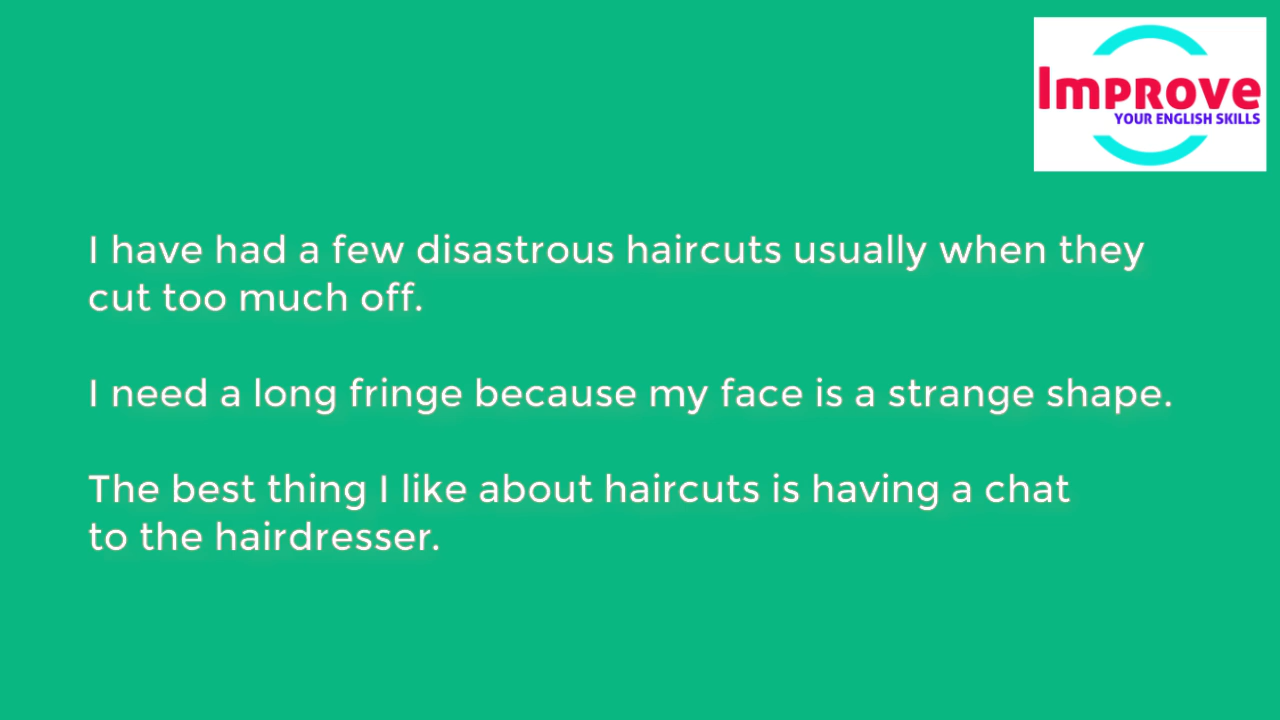 Improve
YOUR ENGLISH SKILLS
I have had a few disastrous haircuts usually when they
cut too much off.
I need a long fringe because my face is a strange shape.
The best thing I like about haircuts is having a chat
to the hairdresser.